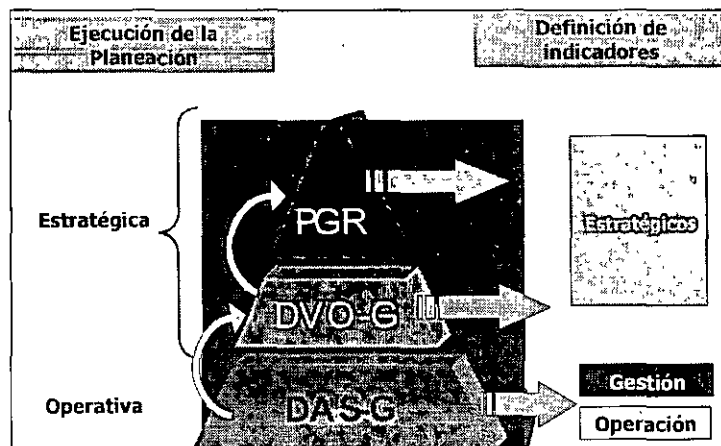 Ejecución de la
Planeación
Definición de
indicadores
Estratégica
PGR
Estratégicos
DVO-G
Gestión
Operativa
DAS-G
Operación